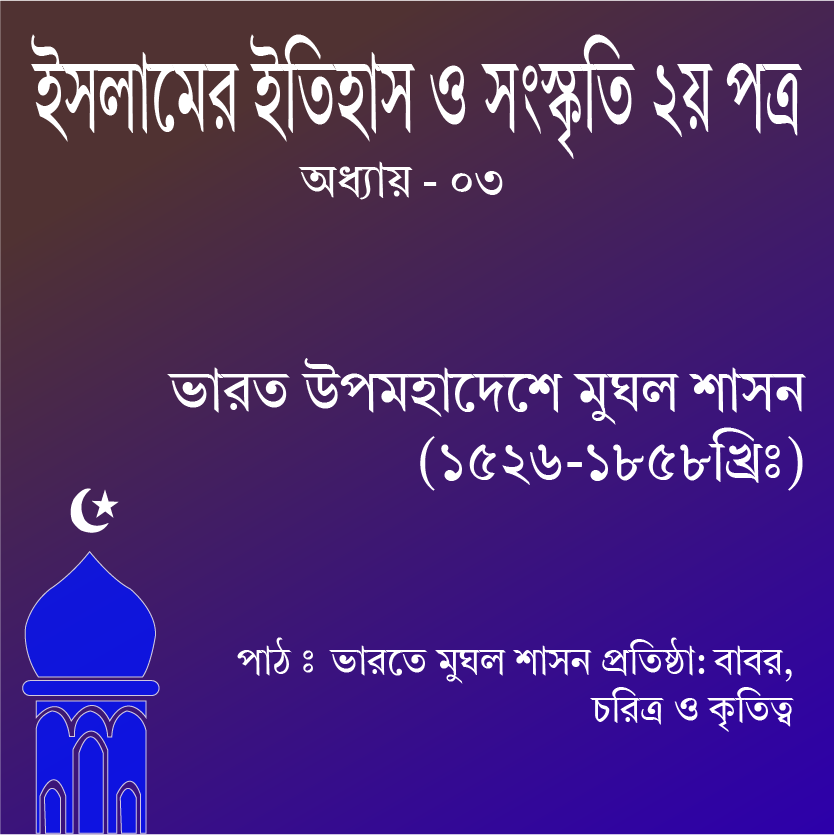 ইসলামের ইতিহাস ও সংস্কৃতি ২য় পত্র
অধ্যায় - ০৩
ভারত উপমহাদেশে মুঘল শাসন
(১৫২৬-১৮৫৮খ্রিঃ)
পাঠ ঃ ভারতে মুঘল শাসন প্রতিষ্ঠা: বাবর,
চরিত্র ও কৃতিত্ব